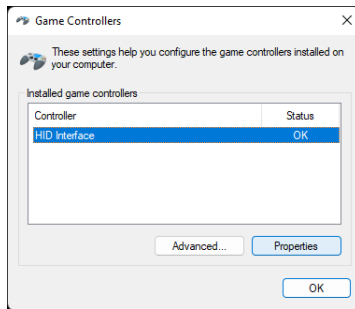 Game Controllers
These settings help you configure the game controllers installed on
your computer.
Installed game controllers
Controller Status
HID Interface OK
Advanced... Properties
OK